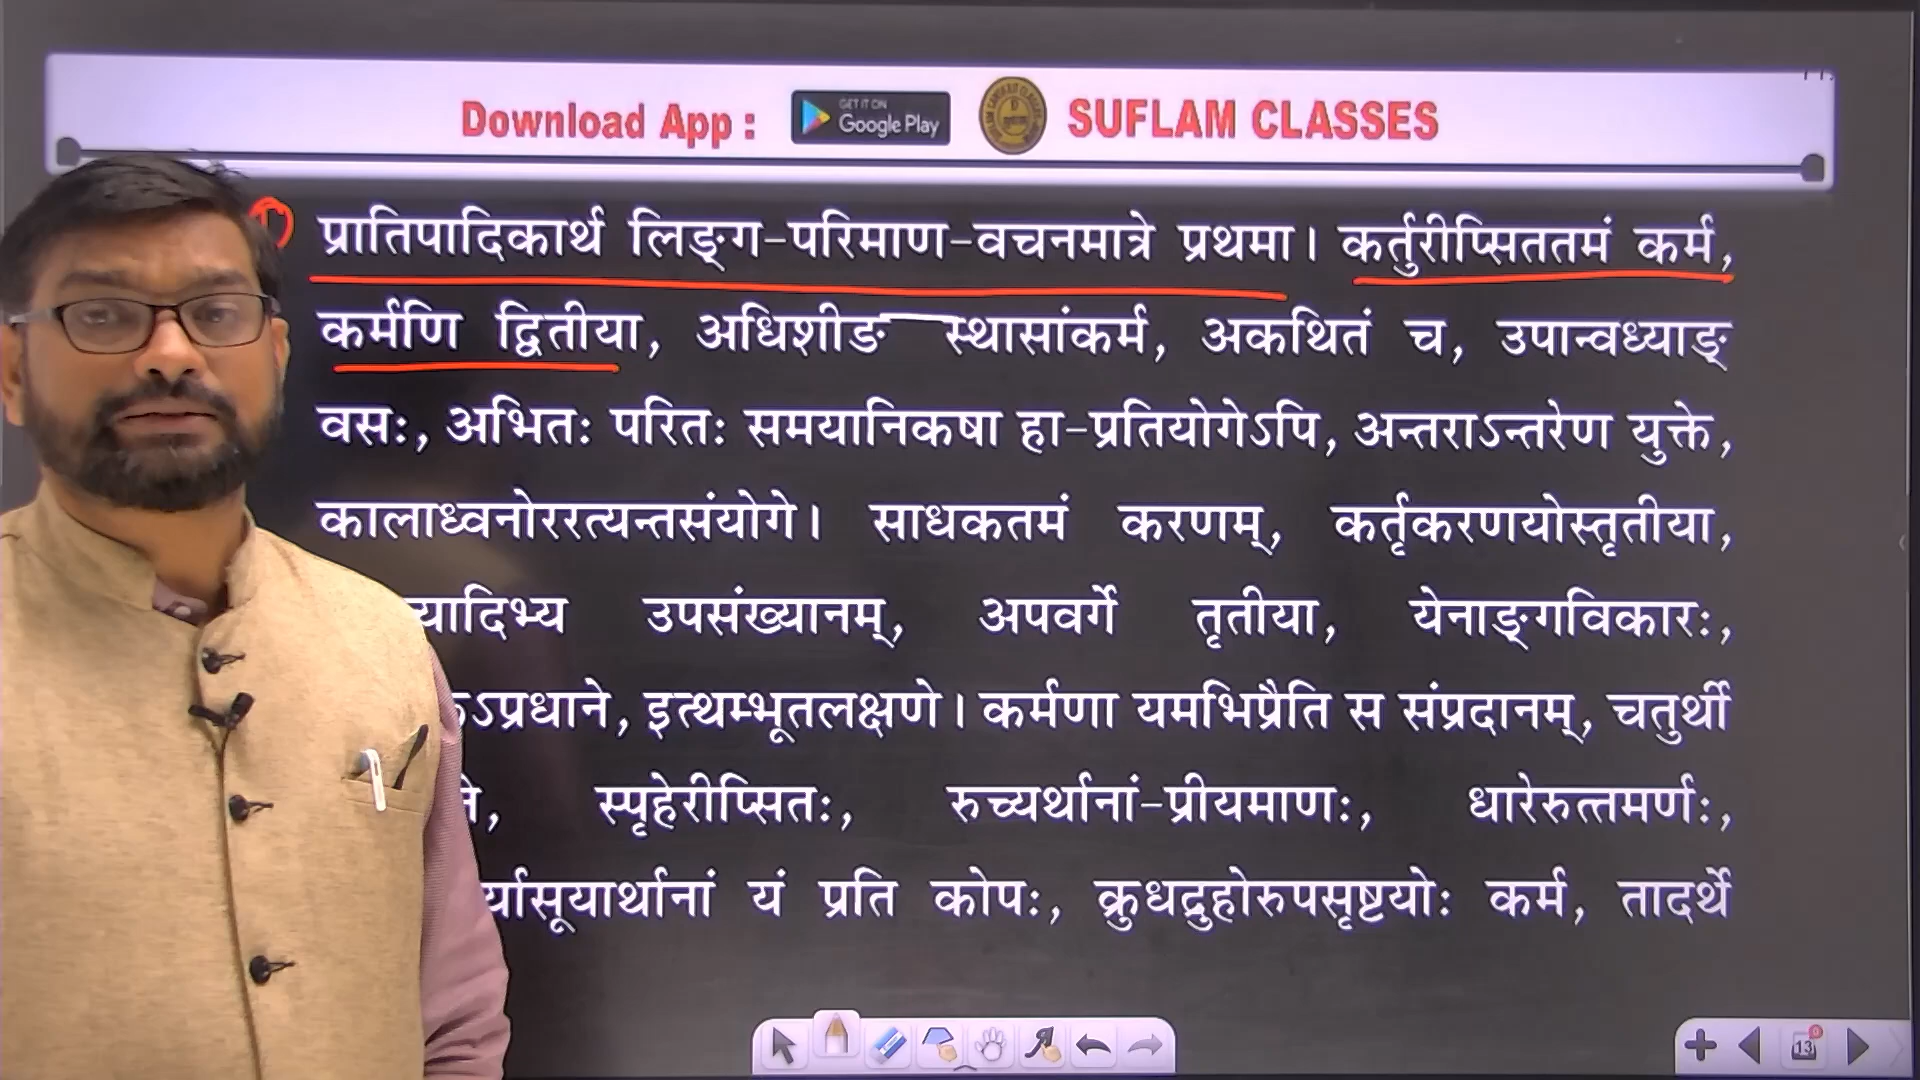 Download App : GET IT ON Google Play SUFLAM CLASSES
प्रातिपादिकार्थ लिङ्ग-परिमाण-वचनमात्रे प्रथमा। कर्तुरीप्सिततमं कर्म,
कर्मणि द्वितीया, अधिशीङ स्थासांकर्म, अकथितं च, उपान्वध्याङ्
वसः, अभितः परितः समयानिकषा हा-प्रतियोगेऽपि, अन्तराऽन्तरेण युक्ते,
कालाध्वनोररत्यन्तसंयोगे। साधकतमं करणम्, कर्तृकरणयोस्तृतीया,
उपसंख्यानम्, अपवर्गे तृतीया, येनाङ्गविकारः,
इत्थम्भूतलक्षणे। कर्मणा यमभिप्रैति स संप्रदानम्, चतुर्थी
स्पृहेरीप्सितः, रुच्यर्थानां-प्रीयमाणः, धारेरुत्तमर्णः,
यं प्रति कोपः, क्रुधद्रुहोरुपसृष्टयोः कर्म, तादर्थे
13